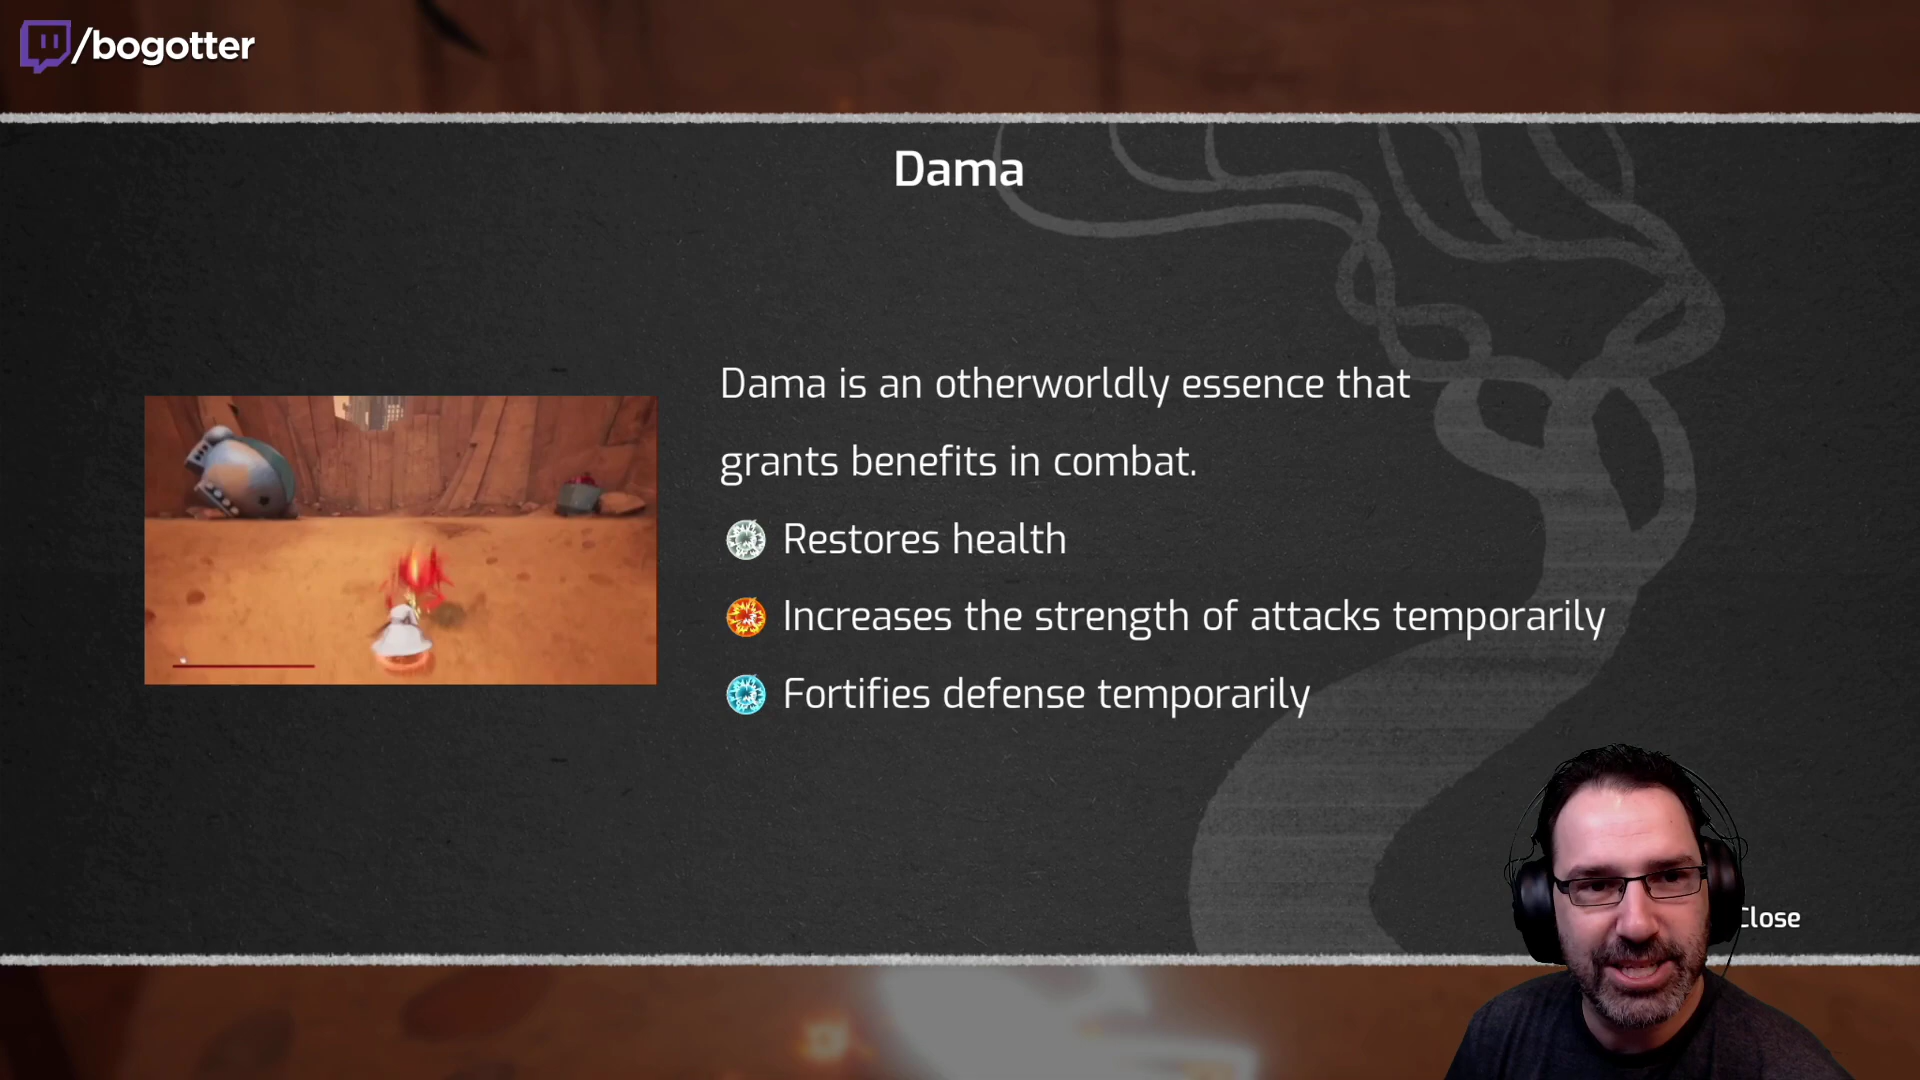 /bogotter
Dama
Dama is an otherworldly essence that
grants benefits in combat.
Restores health
Increases the strength of attacks temporarily
Fortifies defense temporarily
Close